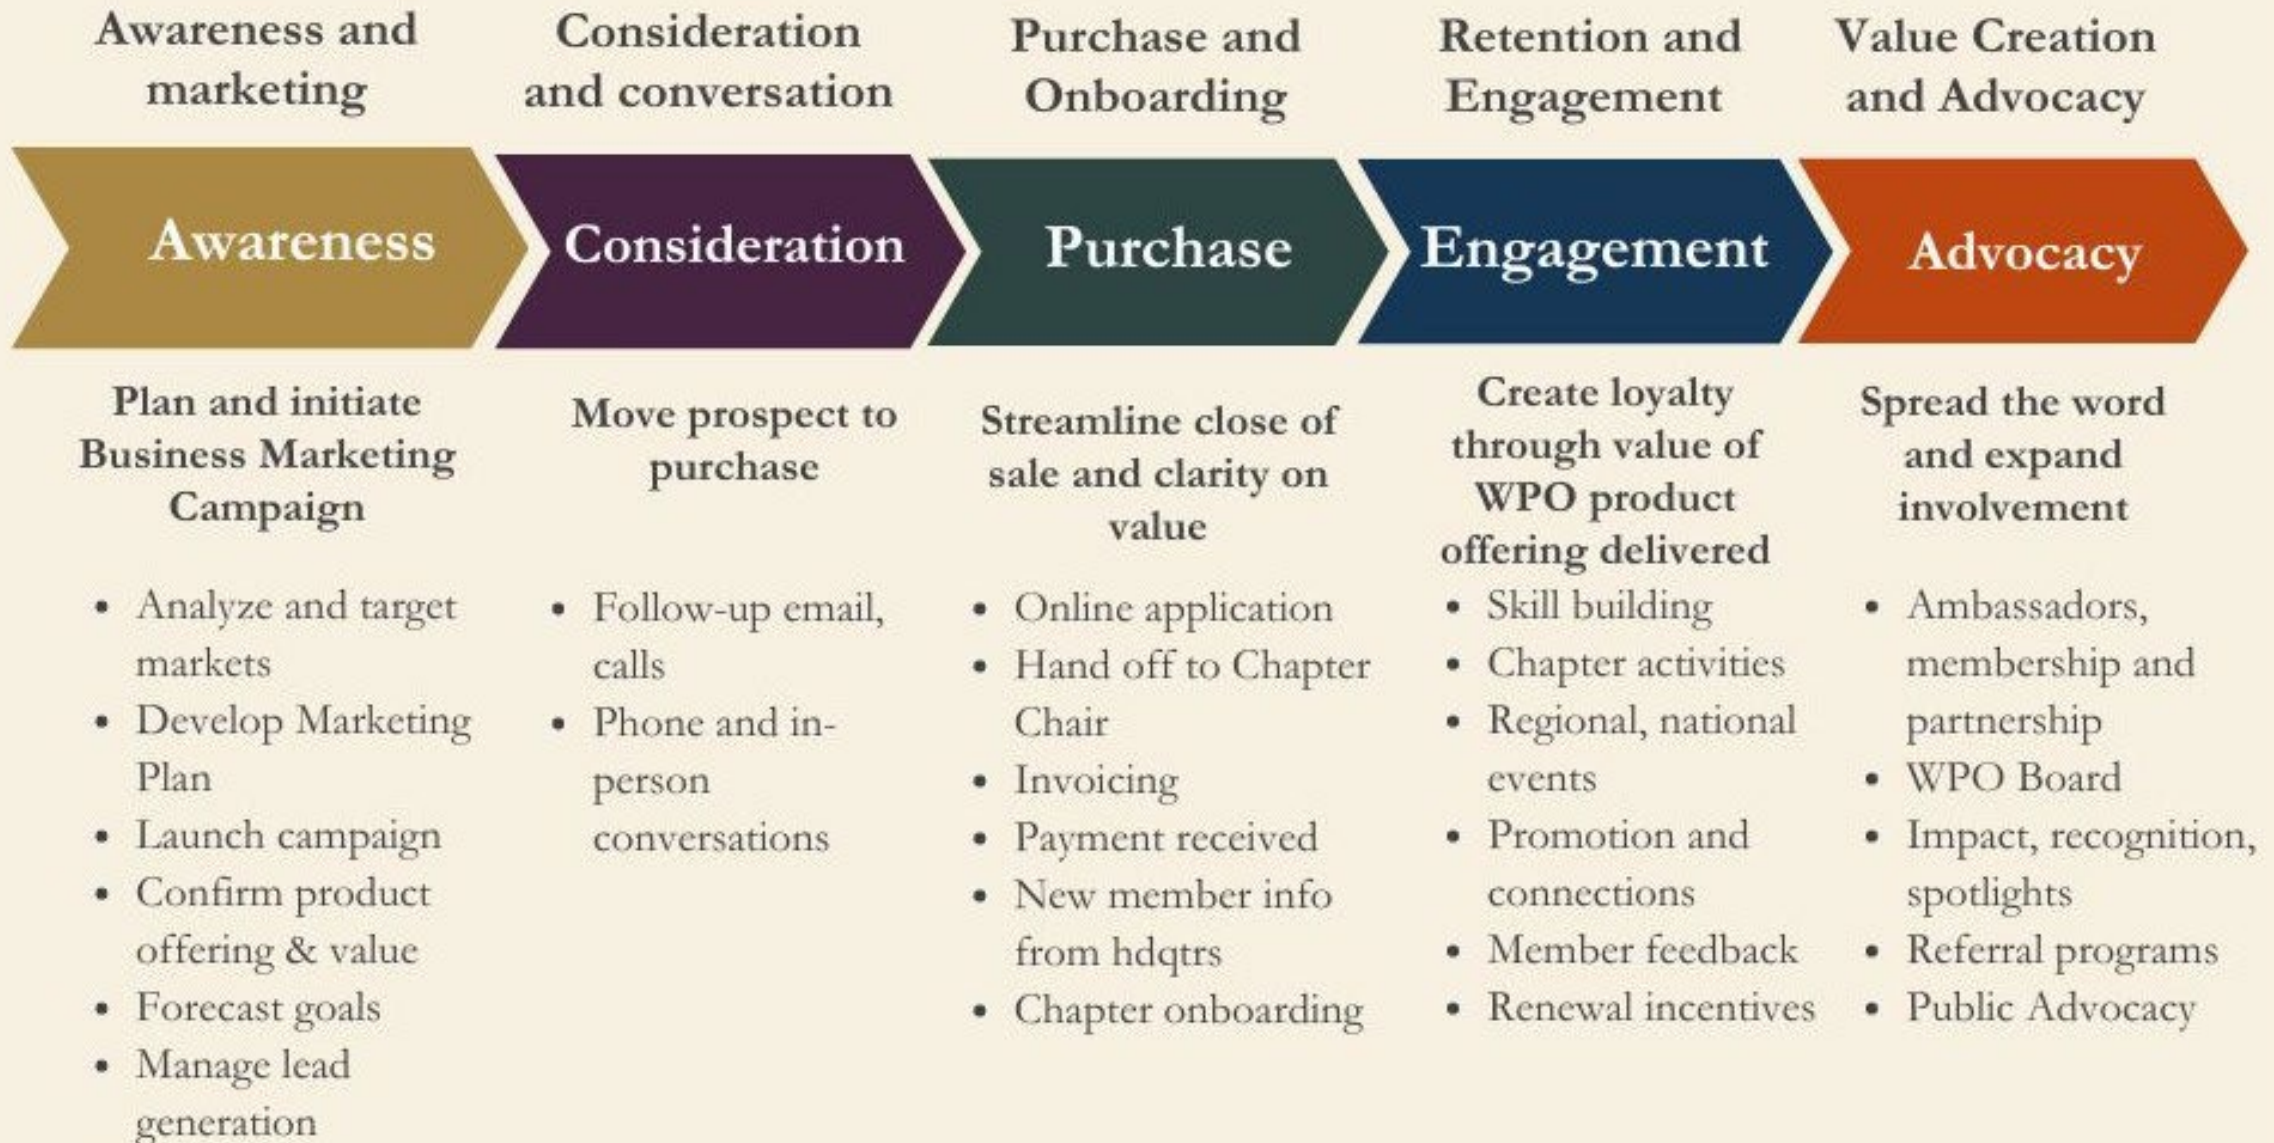 Awareness and
marketing
Consideration
and conversation
Purchase and
Onboarding
Retention and
Engagement
Value Creation
and Advocacy
Awareness
Consideration
Purchase
Engagement
Advocacy
Plan and initiate
Business Marketing
Campaign
• Analyze and target
markets
• Develop Marketing
Plan
• Launch campaign
• Confirm product
offering & value
• Forecast goals
• Manage lead
generation
Move prospect to
purchase
• Follow-up email,
calls
• Phone and in-
person
conversations
Streamline close of
sale and clarity on
value
• Online application
• Hand off to Chapter
Chair
• Invoicing
• Payment received
• New member info
from hdqtrs
• Chapter onboarding
Create loyalty
through value of
WPO product
offering delivered
• Skill building
• Chapter activities
• Regional, national
events
• Promotion and
connections
• Member feedback
• Renewal incentives
Spread the word
and expand
involvement
• Ambassadors,
membership and
partnership
• WPO Board
• Impact, recognition,
spotlights
• Referral programs
• Public Advocacy